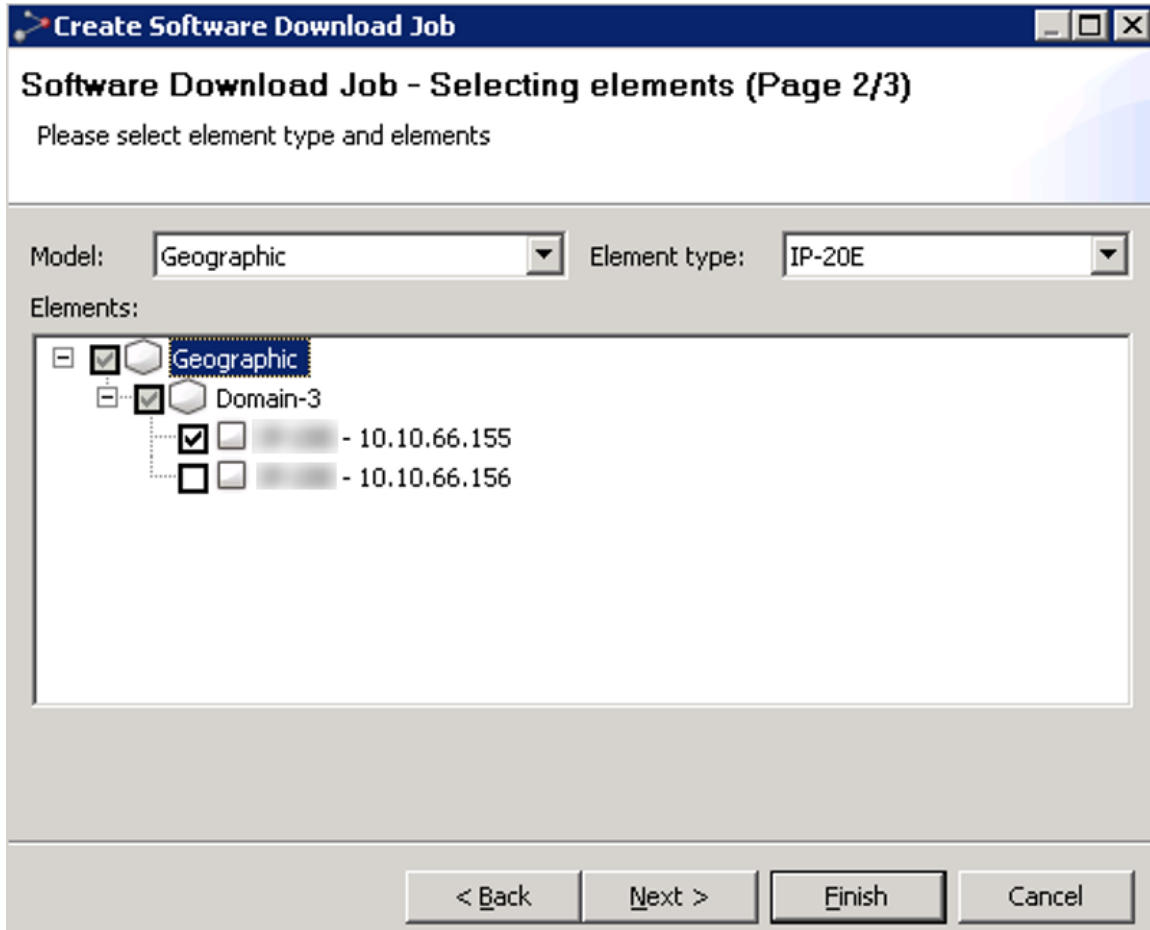 Create Software Download Job
Software Download Job - Selecting elements (Page 2/3)
Please select element type and elements
Model: Geographic Element type: IP-20E
Elements:
Geographic
Domain-3
- 10.10.66.155
- 10.10.66.156
< Back Next > Finish Cancel